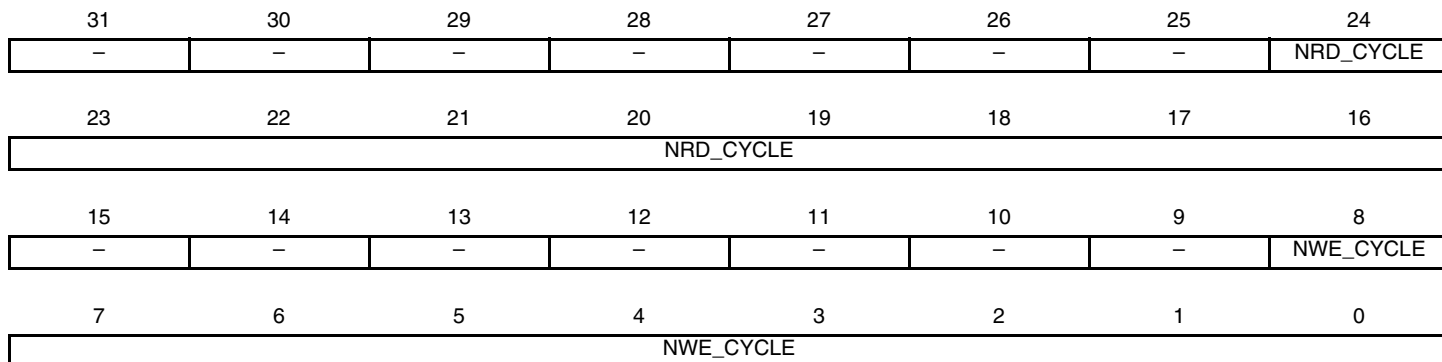 31 30 29 28 27 26 25 24
– – – – – – – NRD_CYCLE
23 22 21 20 19 18 17 16
NRD_CYCLE
15 14 13 12 11 10 9 8
– – – – – – – NWE_CYCLE
7 6 5 4 3 2 1 0
NWE_CYCLE